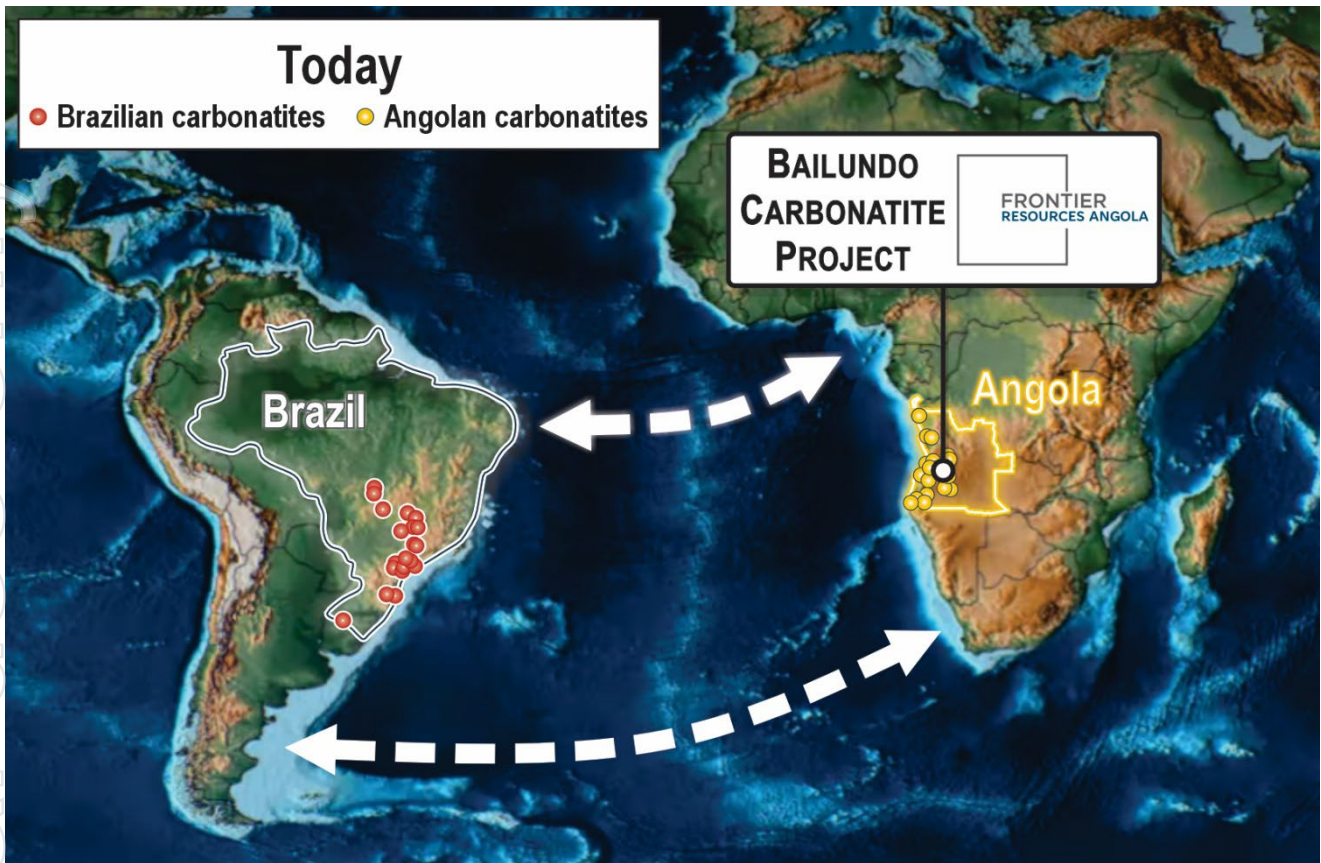 Today
Brazilian carbonatites
Angolan carbonatites
BAILUNDO
CARBONATITE
PROJECT
FRONTIER
RESOURCES ANGOLA
Brazil
Angola